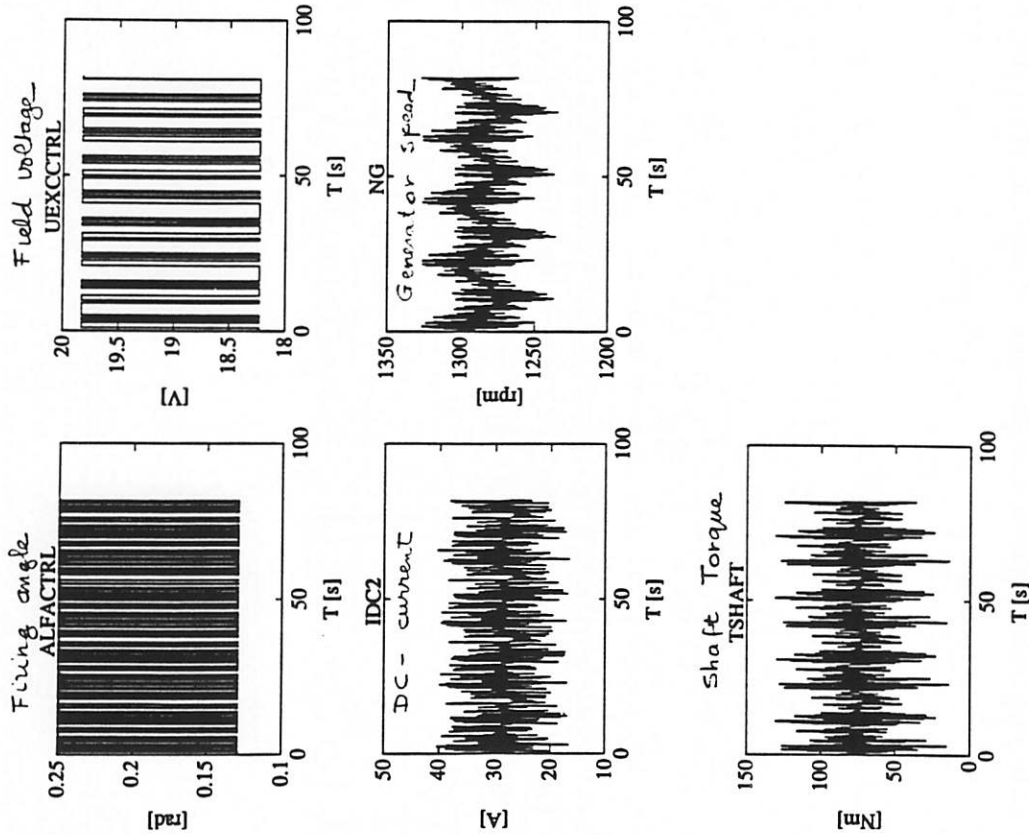 Firing angle
ALFACTRL
0.25
0.2
0.15
0.1
[rad]
0
50
100
T [s]
Field voltage
UEXCCTRL
20
19.5
19
18.5
18
[V]
0
50
100
T [s]
IDC2
DC - current
50
40
30
20
10
[A]
0
50
100
T [s]
NG
Generator speed
1350
1300
1250
1200
[rpm]
0
50
100
T [s]
Shaft Torque
TSHAFT
150
100
50
0
[Nm]
0
50
100
T [s]